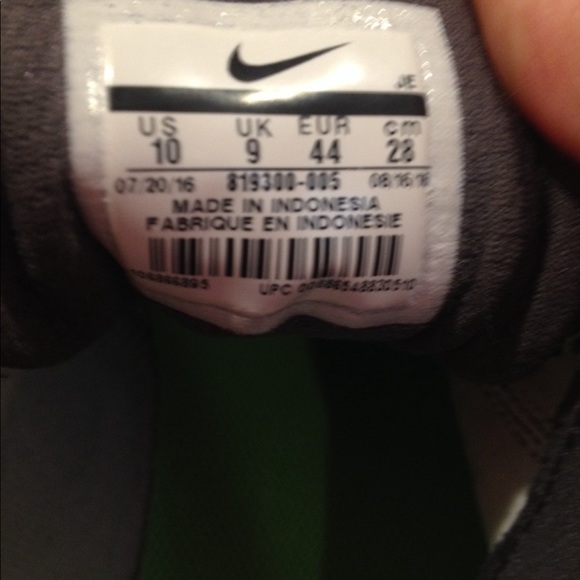 JE
US UK EUR cm
10 9 44 28
07/20/16 819300-005 08/16/16
MADE IN INDONESIA
FABRIQUE EN INDONESIE
UPC